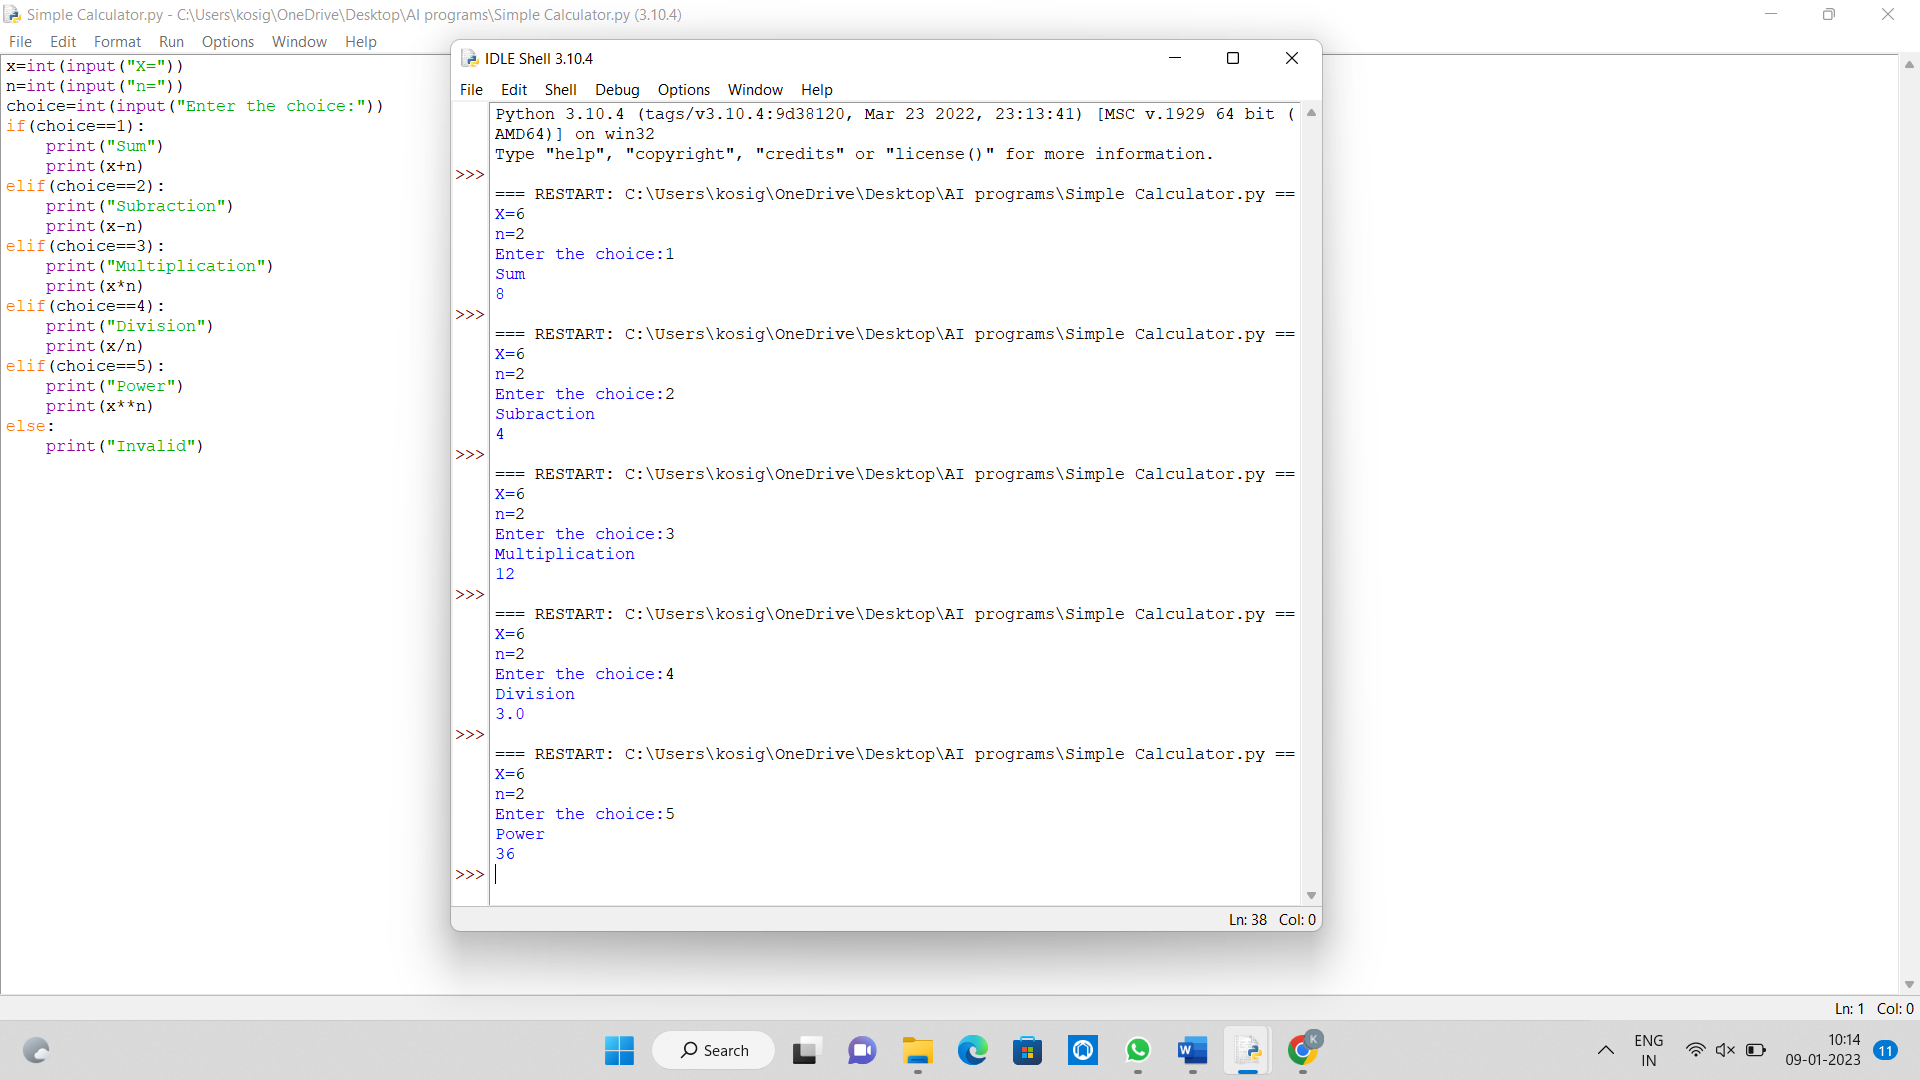 Simple Calculator.py - C:\Users\kosig\OneDrive\Desktop\AI programs\Simple Calculator.py (3.10.4)
File Edit Format Run Options Window Help
x=int(input("X="))
n=int(input("n="))
choice=int(input("Enter the choice:"))
if(choice==1):
    print("Sum")
    print(x+n)
elif(choice==2):
    print("Subraction")
    print(x-n)
elif(choice==3):
    print("Multiplication")
    print(x*n)
elif(choice==4):
    print("Division")
    print(x/n)
elif(choice==5):
    print("Power")
    print(x**n)
else:
    print("Invalid")
IDLE Shell 3.10.4
File Edit Shell Debug Options Window Help
Python 3.10.4 (tags/v3.10.4:9d38120, Mar 23 2022, 23:13:41) [MSC v.1929 64 bit (
AMD64)] on win32
Type "help", "copyright", "credits" or "license()" for more information.
>>>
=== RESTART: C:\Users\kosig\OneDrive\Desktop\AI programs\Simple Calculator.py ==
X=6
n=2
Enter the choice:1
Sum
8
>>>
=== RESTART: C:\Users\kosig\OneDrive\Desktop\AI programs\Simple Calculator.py ==
X=6
n=2
Enter the choice:2
Subraction
4
>>>
=== RESTART: C:\Users\kosig\OneDrive\Desktop\AI programs\Simple Calculator.py ==
X=6
n=2
Enter the choice:3
Multiplication
12
>>>
=== RESTART: C:\Users\kosig\OneDrive\Desktop\AI programs\Simple Calculator.py ==
X=6
n=2
Enter the choice:4
Division
3.0
>>>
=== RESTART: C:\Users\kosig\OneDrive\Desktop\AI programs\Simple Calculator.py ==
X=6
n=2
Enter the choice:5
Power
36
>>>
Ln: 38 Col: 0
Ln: 1 Col: 0
Search
W
K
ENG
IN
10:14
09-01-2023
11